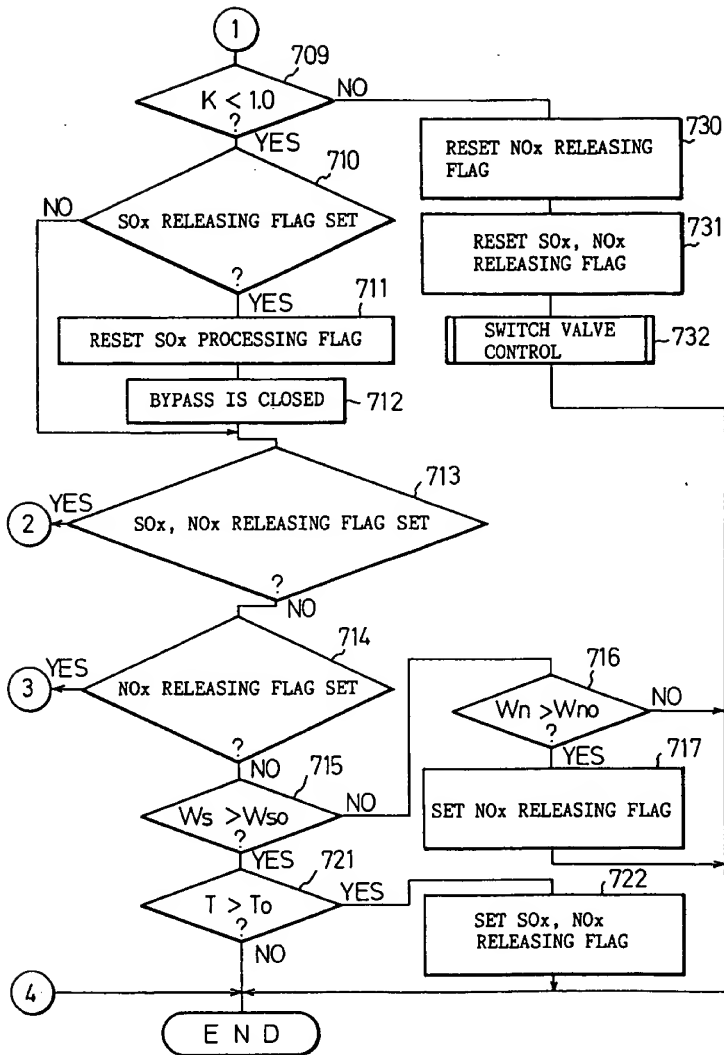 1
709
K < 1.0
?
NO
YES
710
SOx RELEASING FLAG SET
?
NO
YES
711
RESET SOx PROCESSING FLAG
BYPASS IS CLOSED
712
730
RESET NOx RELEASING
FLAG
731
RESET SOx, NOx
RELEASING FLAG
SWITCH VALVE
CONTROL
732
713
YES
2
SOx, NOx RELEASING FLAG SET
?
NO
714
YES
3
NOx RELEASING FLAG SET
?
NO
715
Ws >Wso
?
NO
YES
716
Wn >Wno
?
NO
YES
717
SET NOx RELEASING FLAG
721
T > To
?
YES
NO
722
SET SOx, NOx
RELEASING FLAG
4
END